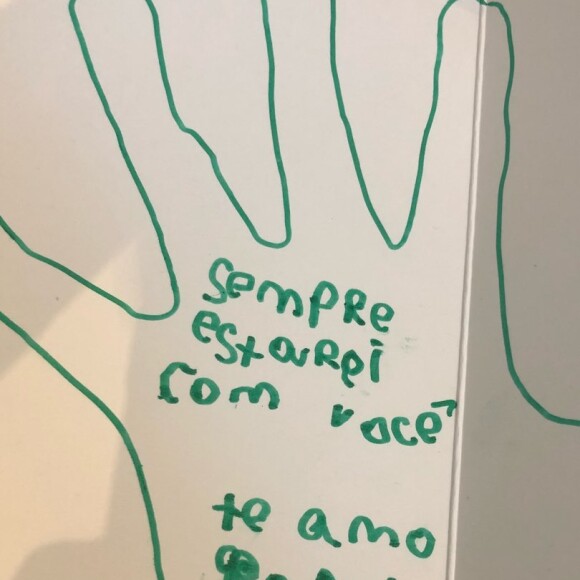 sempre
estarei
com você
te amo